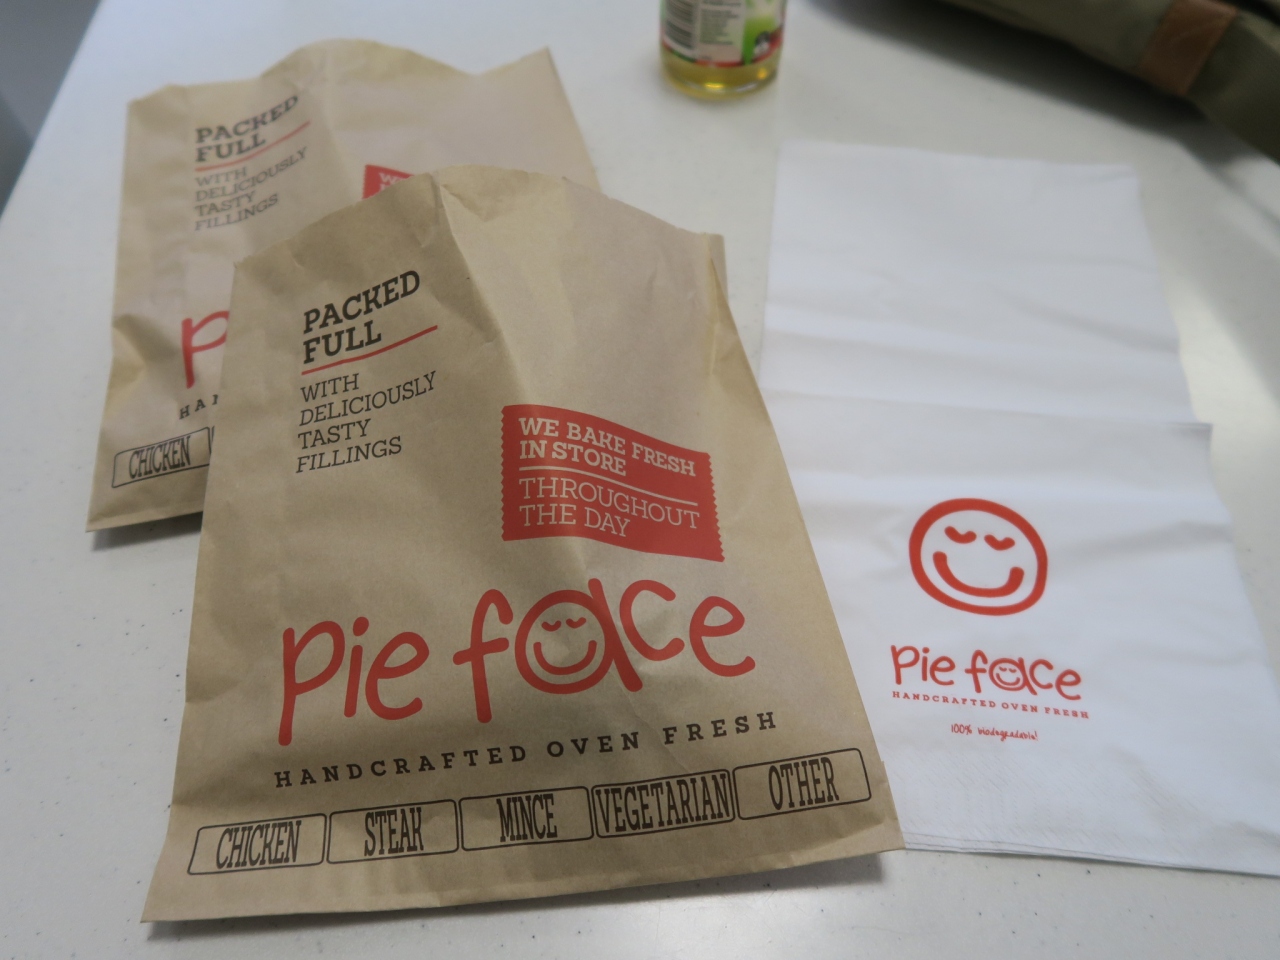 PACKED
FULL
WITH
DELICIOUSLY
TASTY
FILLINGS
CHICKEN
PACKED
FULL
WITH
DELICIOUSLY
TASTY
FILLINGS
WE BAKE FRESH
IN STORE
THROUGHOUT
THE DAY
pie face
HANDCRAFTED OVEN FRESH
CHICKEN STEAK MINCE VEGETARIAN OTHER
pie face
HANDCRAFTED OVEN FRESH
100% biodegradable!